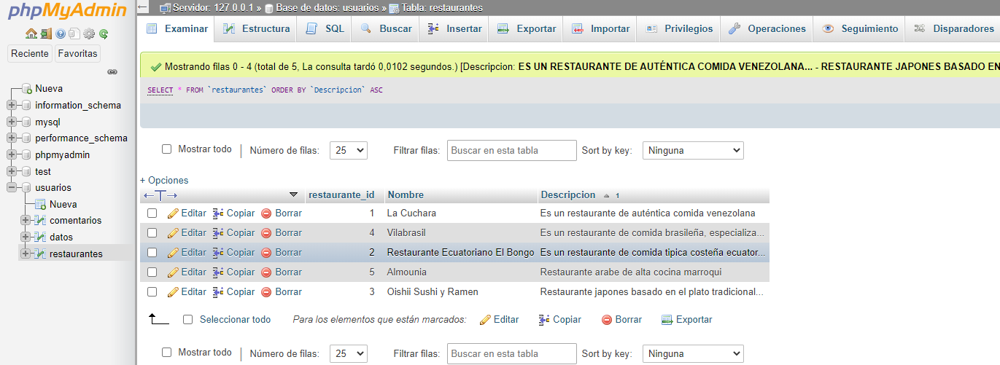 phpMyAdmin
Reciente Favoritas
Nueva
information_schema
mysql
performance_schema
phpmyadmin
test
usuarios
Nueva
comentarios
datos
restaurantes
Servidor: 127.0.0.1 » Base de datos: usuarios » Tabla: restaurantes
Examinar Estructura SQL Buscar Insertar Exportar Importar Privilegios Operaciones Seguimiento Disparadores
Mostrando filas 0 - 4 (total de 5, La consulta tardó 0,0102 segundos.) [Descripcion: ES UN RESTAURANTE DE AUTÉNTICA COMIDA VENEZOLANA... - RESTAURANTE JAPONES BASADO EN
SELECT * FROM `restaurantes` ORDER BY `Descripcion` ASC
Mostrar todo Número de filas: 25 Filtrar filas: Buscar en esta tabla Sort by key: Ninguna
+ Opciones
←T→ restaurante_id Nombre Descripcion 1
Editar Copiar Borrar 1 La Cuchara Es un restaurante de auténtica comida venezolana
Editar Copiar Borrar 4 Vilabrasil Es un restaurante de comida brasileña, especializa...
Editar Copiar Borrar 2 Restaurante Ecuatoriano El Bongo Es un restaurante de comida tipica costeña ecuator...
Editar Copiar Borrar 5 Almounia Restaurante arabe de alta cocina marroqui
Editar Copiar Borrar 3 Oishii Sushi y Ramen Restaurante japones basado en el plato tradicional...
Seleccionar todo Para los elementos que están marcados: Editar Copiar Borrar Exportar
Mostrar todo Número de filas: 25 Filtrar filas: Buscar en esta tabla Sort by key: Ninguna